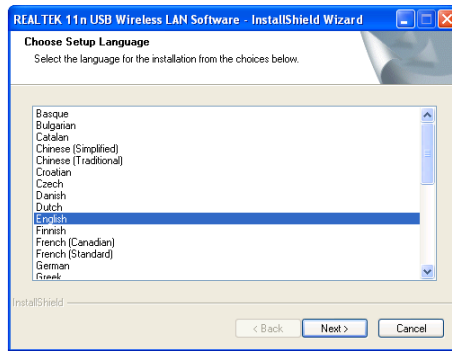 REALTEK 11n USB Wireless LAN Software - InstallShield Wizard
Choose Setup Language
Select the language for the installation from the choices below.
Basque
Bulgarian
Catalan
Chinese (Simplified)
Chinese (Traditional)
Croatian
Czech
Danish
Dutch
English
Finnish
French (Canadian)
French (Standard)
German
Greek
InstallShield
< Back
Next >
Cancel